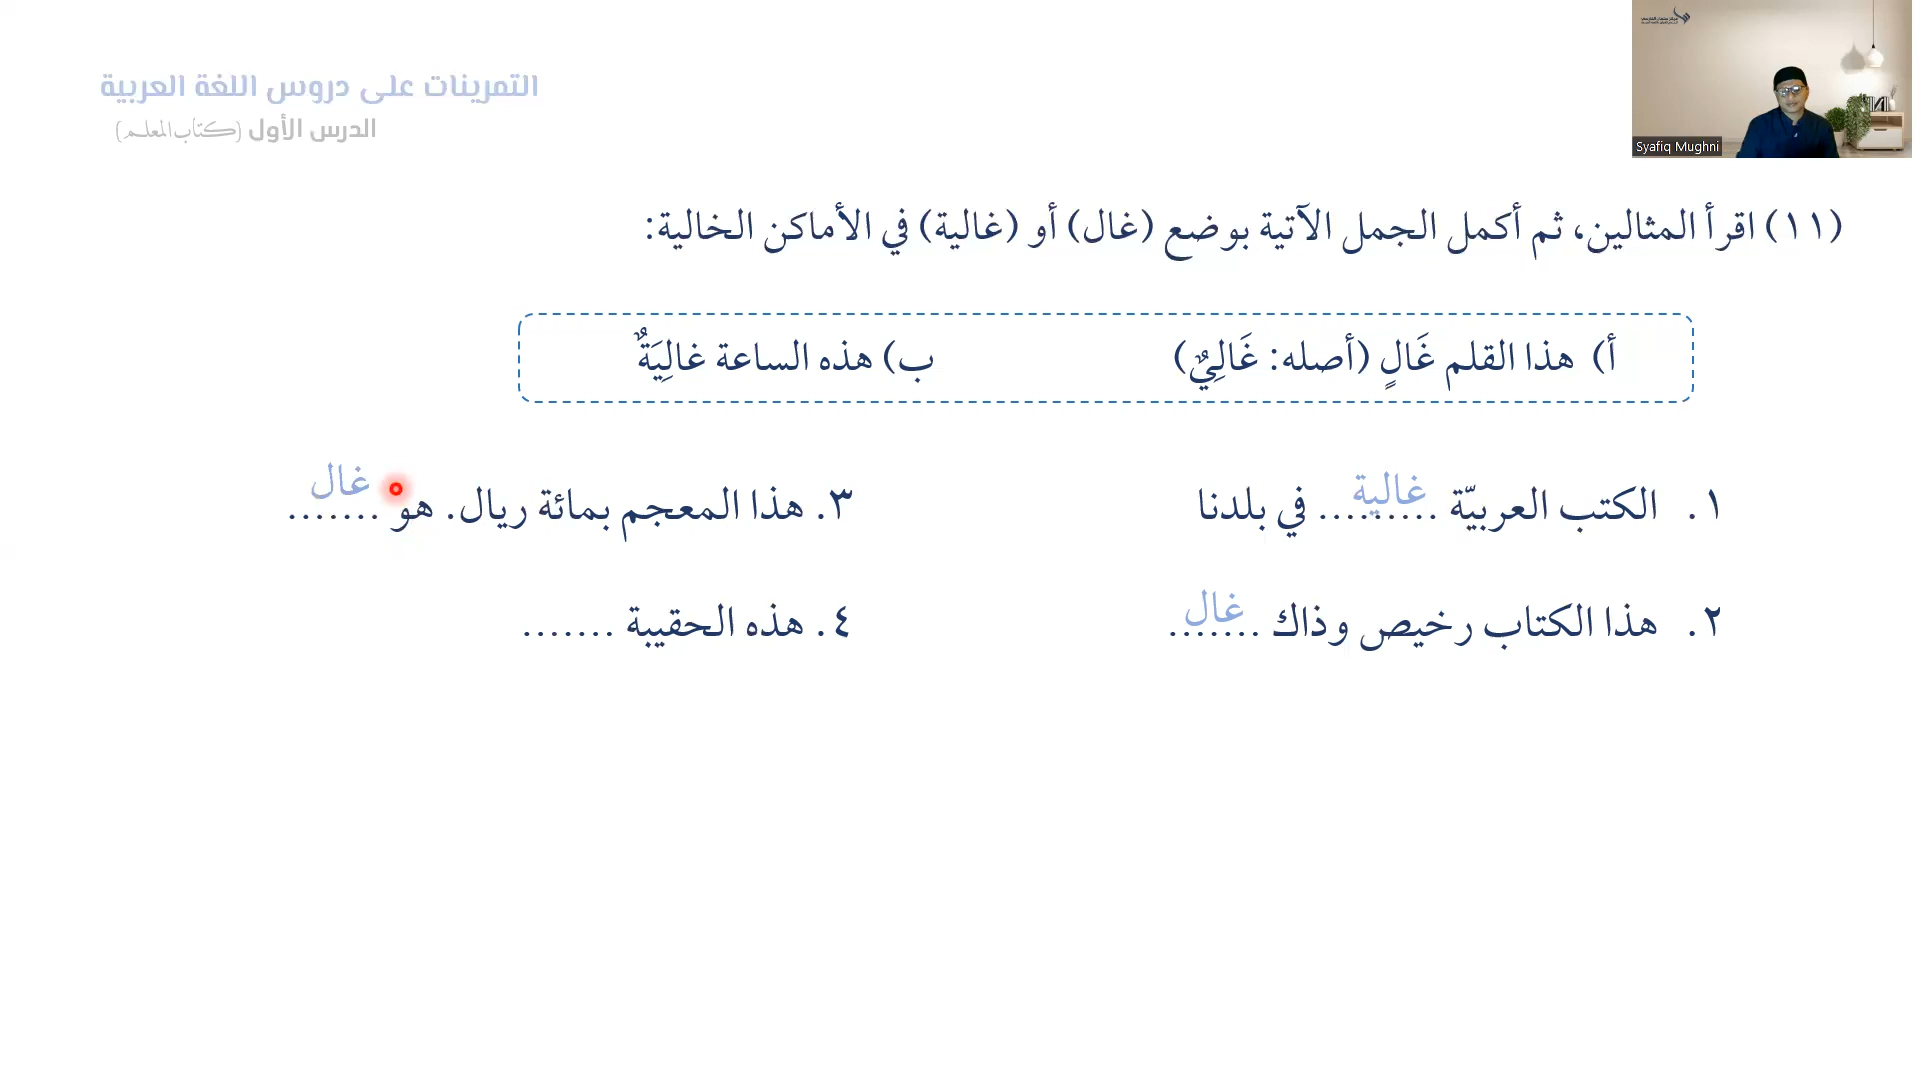 التمرينات على دروس اللغة العربية
الدرس الأول (كتاب المعلم)
Syafiq Mughni
(١١) اقرأ المثالين، ثم أكمل الجمل الآتية بوضع (غال) أو (غالية) في الأماكن الخالية:
أ) هذا القلم غَالٍ (أصله: غَالِيٌ) ب) هذه الساعة غالِيَةٌ
١. الكتب العربيّة ......... في بلدنا
غالية
٢. هذا الكتاب رخيص وذاك .......
غال
٣. هذا المعجم بمائة ريال. هو .......
غال
٤. هذه الحقيبة .......